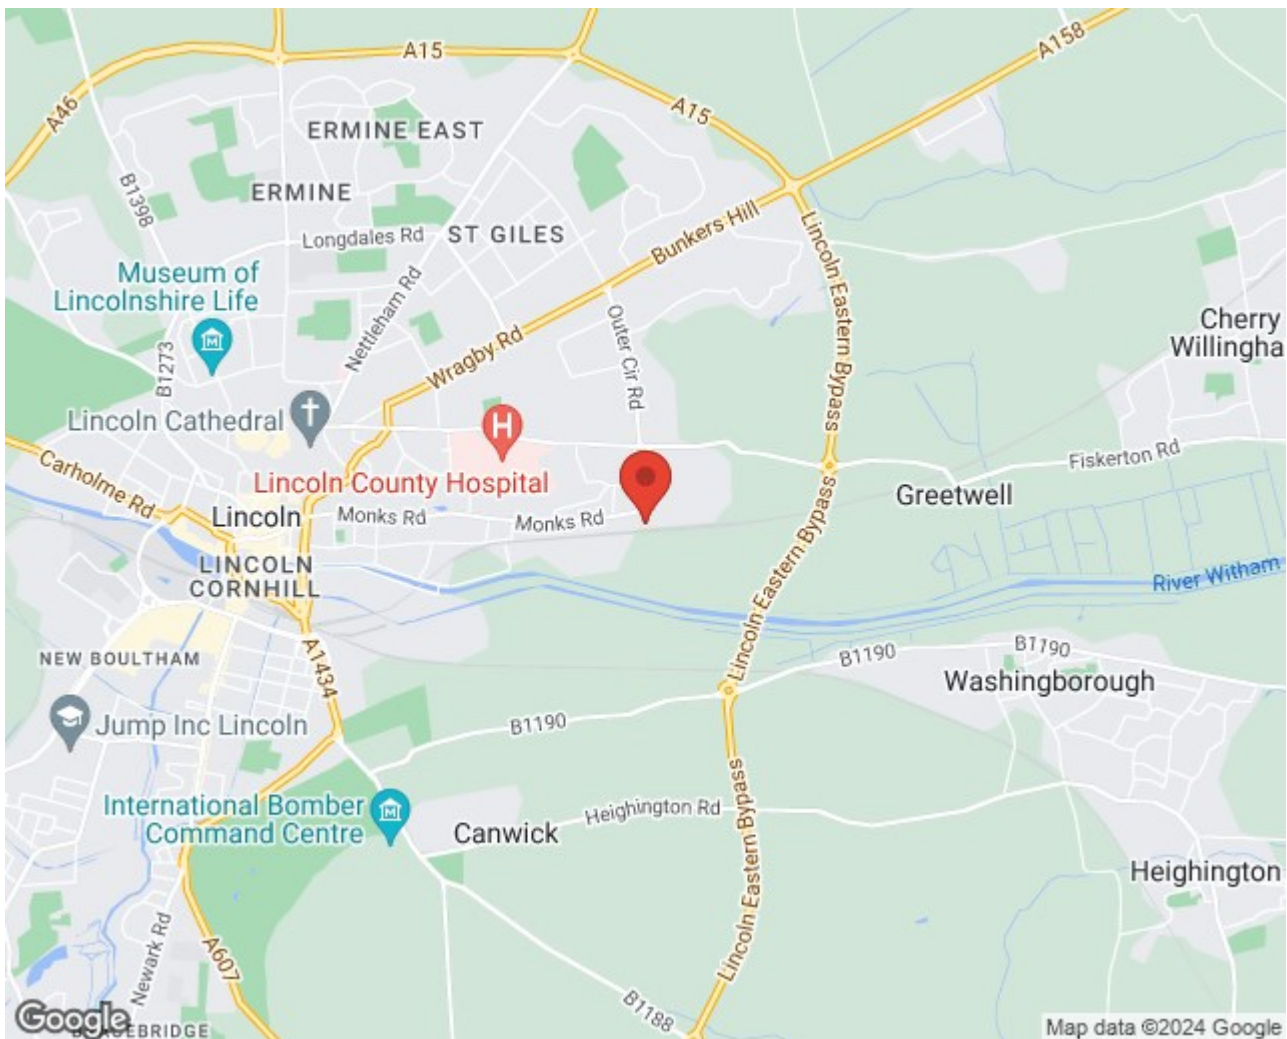 A15
A158
A46
A15
ERMINE EAST
B1398
ERMINE
Longdales Rd
ST GILES
Bunkers Hill
Lincoln Eastern Bypass
Museum of
Lincolnshire Life
Nettleham Rd
Outer Cir Rd
Cherry
Willingha
B1273
Wragby Rd
Lincoln Cathedral
H
Carholme Rd
Lincoln County Hospital
Fiskerton Rd
Greetwell
Lincoln
Monks Rd
Monks Rd
Lincoln Eastern Bypass
LINCOLN
CORNHILL
River Witham
NEW BOULTHAM
A1434
B1190
B1190
Washingborough
Jump Inc Lincoln
B1190
International Bomber
Command Centre
Heighington Rd
Canwick
Lincoln Eastern Bypass
Heighington
Newark Rd
A607
B1188
Google
EBRIDGE
Map data ©2024 Google